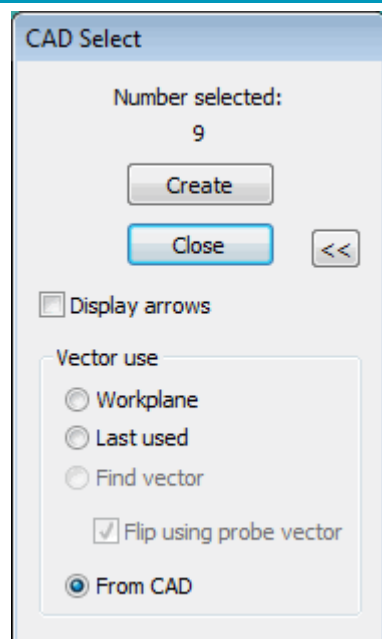 CAD Select
Number selected:
9
Create
Close
<<
Display arrows
Vector use
Workplane
Last used
Find vector
Flip using probe vector
From CAD